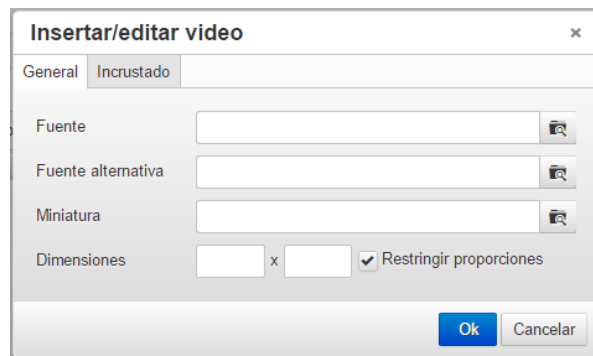 Insertar/editar video ×
General Incrustado
Fuente
Fuente alternativa
Miniatura
Dimensiones x Restringir proporciones
Ok Cancelar